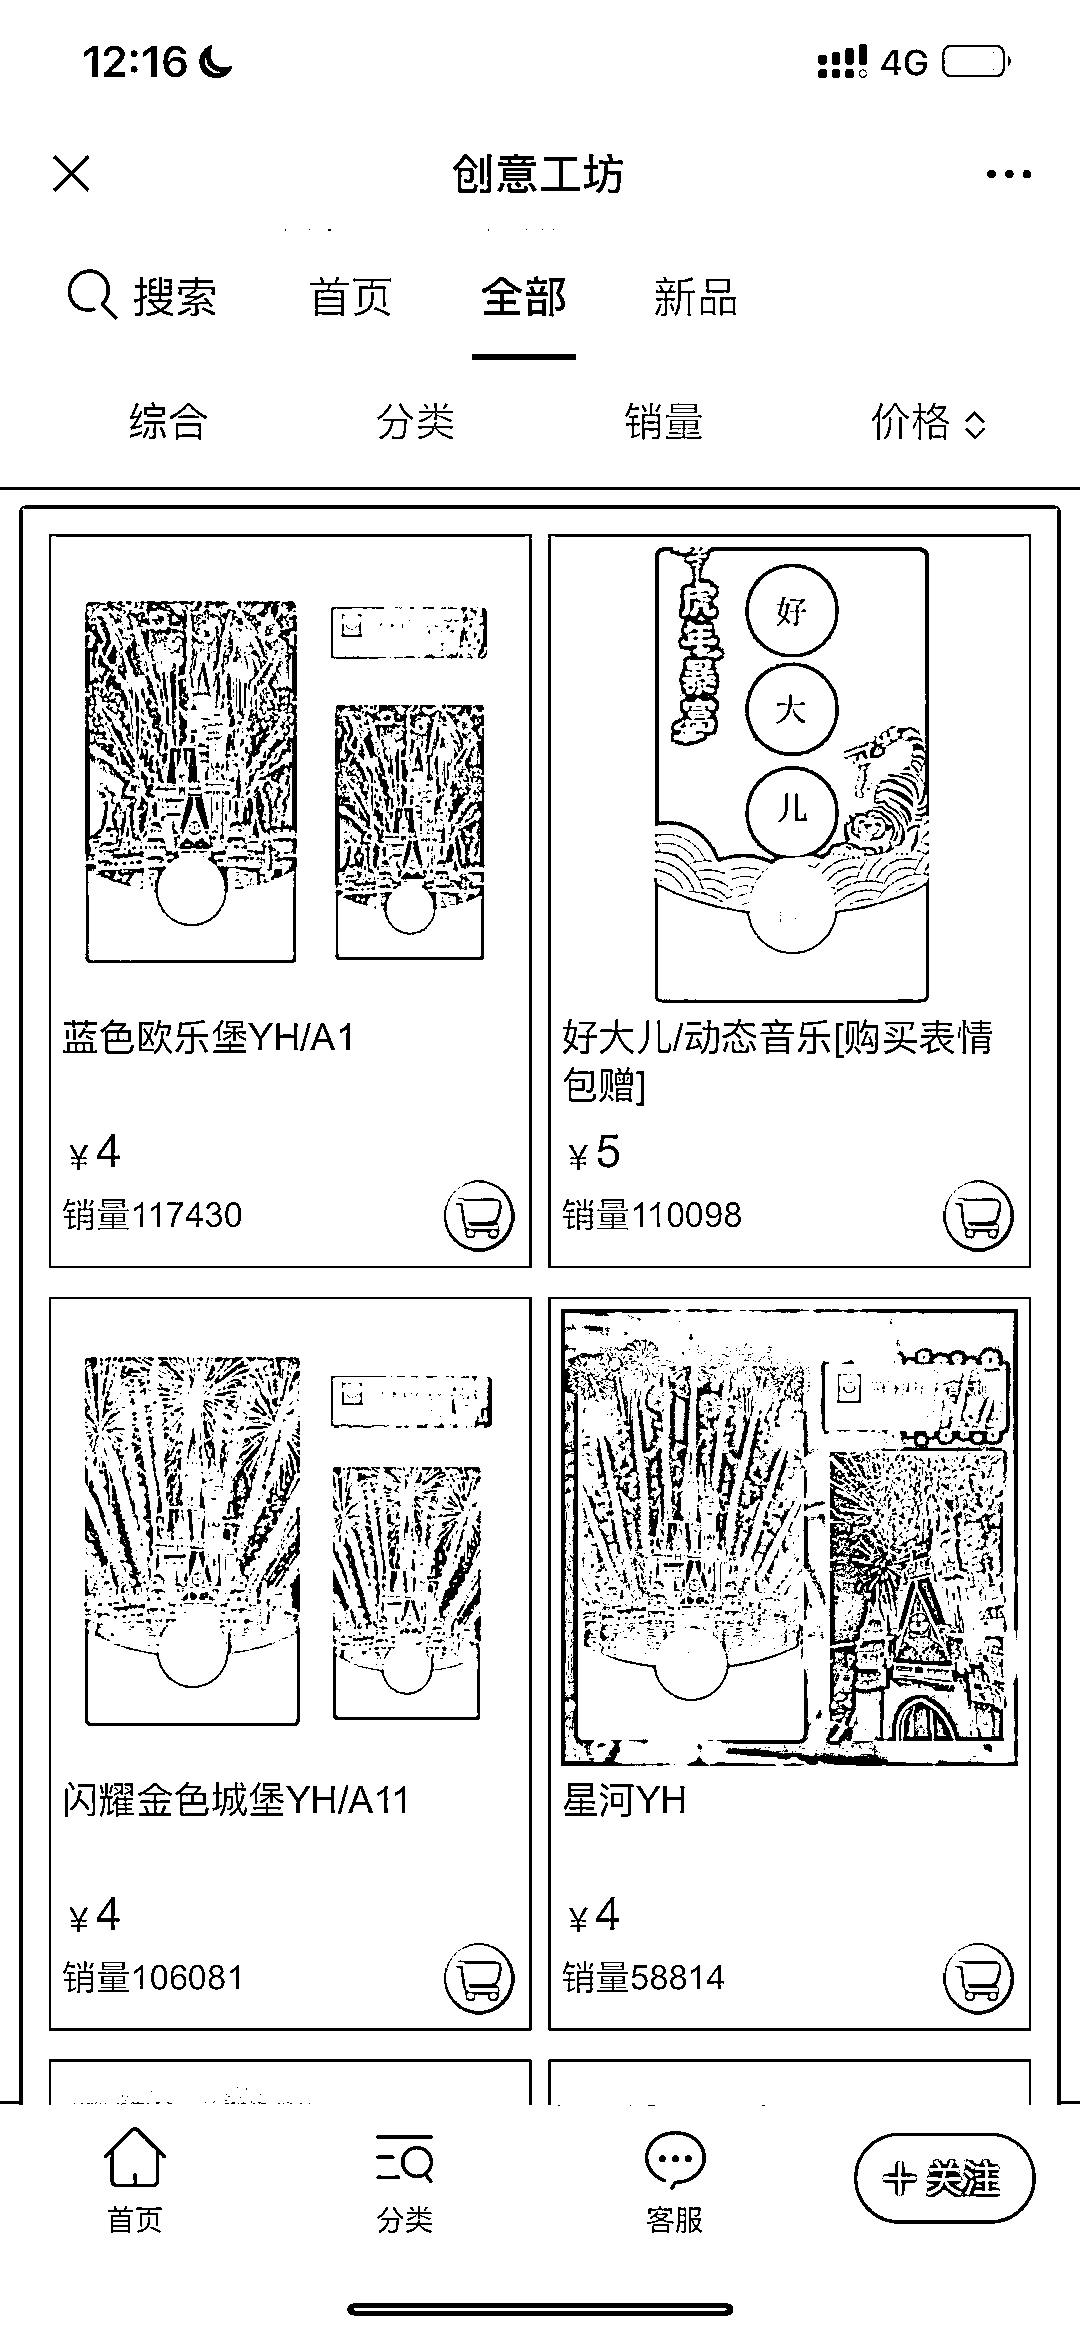 12:16
4G
创意工坊
搜索 首页 全部 新品
综合 分类 销量 价格
虎年暴富
好
大
儿
蓝色欧乐堡YH/A1
¥4
销量117430
好大儿/动态音乐[购买表情
包赠]
¥5
销量110098
闪耀金色城堡YH/A11
¥4
销量106081
星河YH
¥4
销量58814
首页 分类 客服 +关注